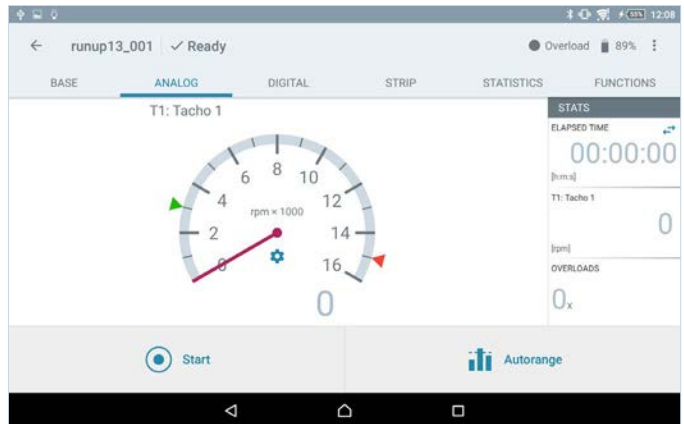 55% 12:08
runup13_001 ✓ Ready Overload 89%
BASE ANALOG DIGITAL STRIP STATISTICS FUNCTIONS
T1: Tacho 1
STATS
ELAPSED TIME
00:00:00
[h:m:s]
T1: Tacho 1
0
[rpm]
OVERLOADS
0x
0 2 4 6 8 10 12 14 16
rpm × 1000
0
Start
Autorange